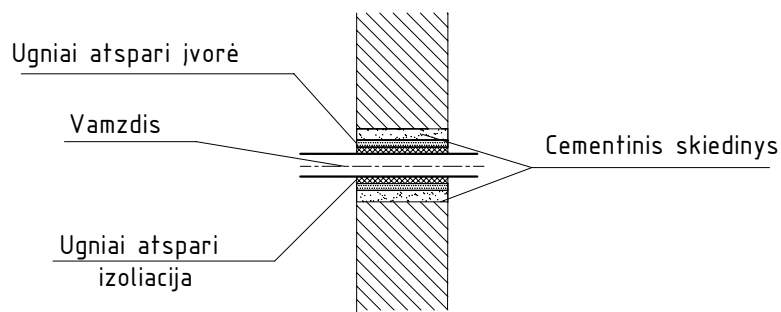 Ugniai atspari įvorė
Vamzdis
Cementinis skiedinys
Ugniai atspari
izoliacija